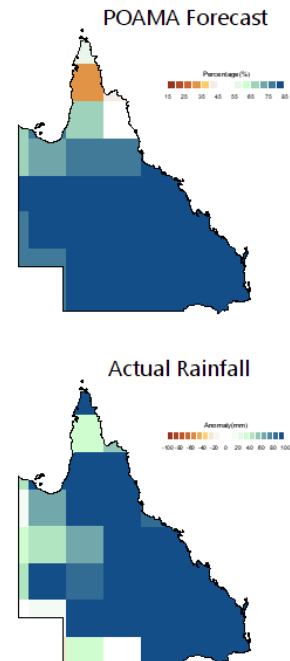 POAMA Forecast
Percentage(%)
15 25 35 45 55 65 75 85
Actual Rainfall
Anomaly(mm)
-100 -80 -60 -40 -20 0 20 40 60 80 100